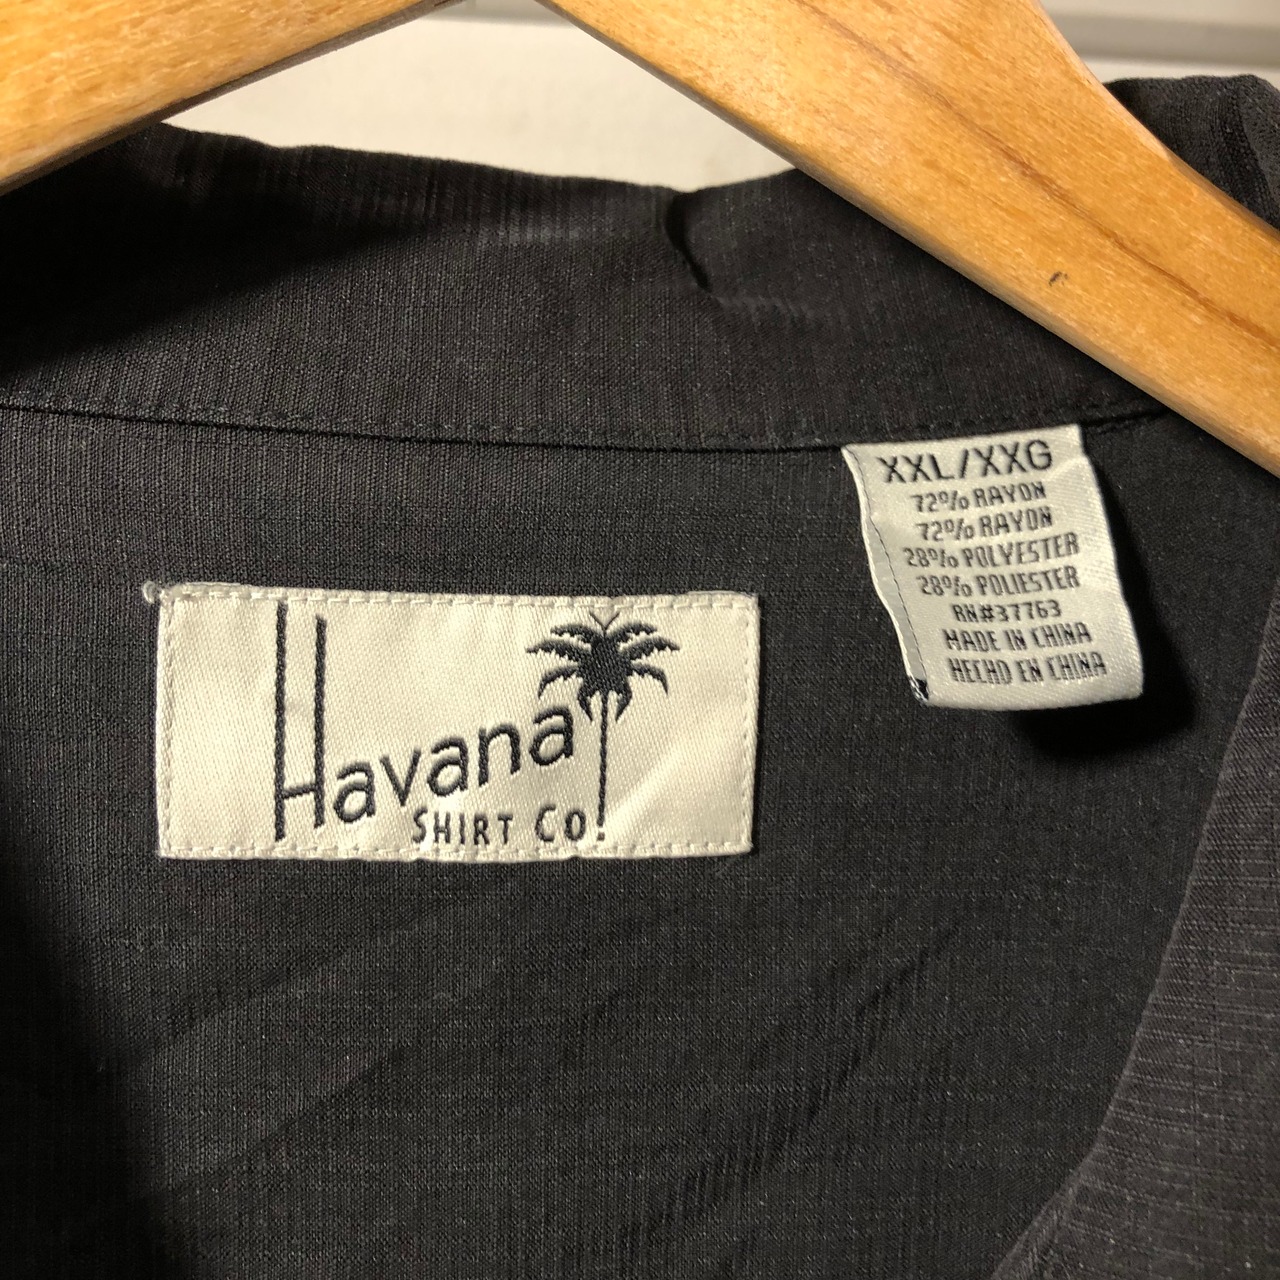 Havana
SHIRT CO.
XXL/XXG
72% RAYON
72% RAYON
28% POLYESTER
28% POLIESTER
RN#37763
MADE IN CHINA
HECHO EN CHINA